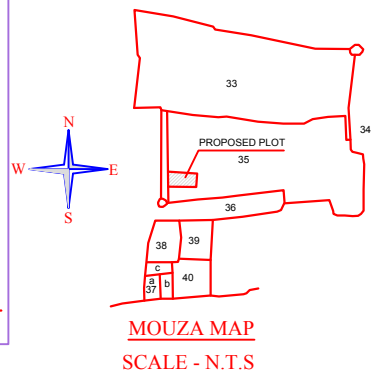 33
34
N
PROPOSED PLOT
35
W E
S
36
38 39
c
a b 40
37
MOUZA MAP
SCALE - N.T.S